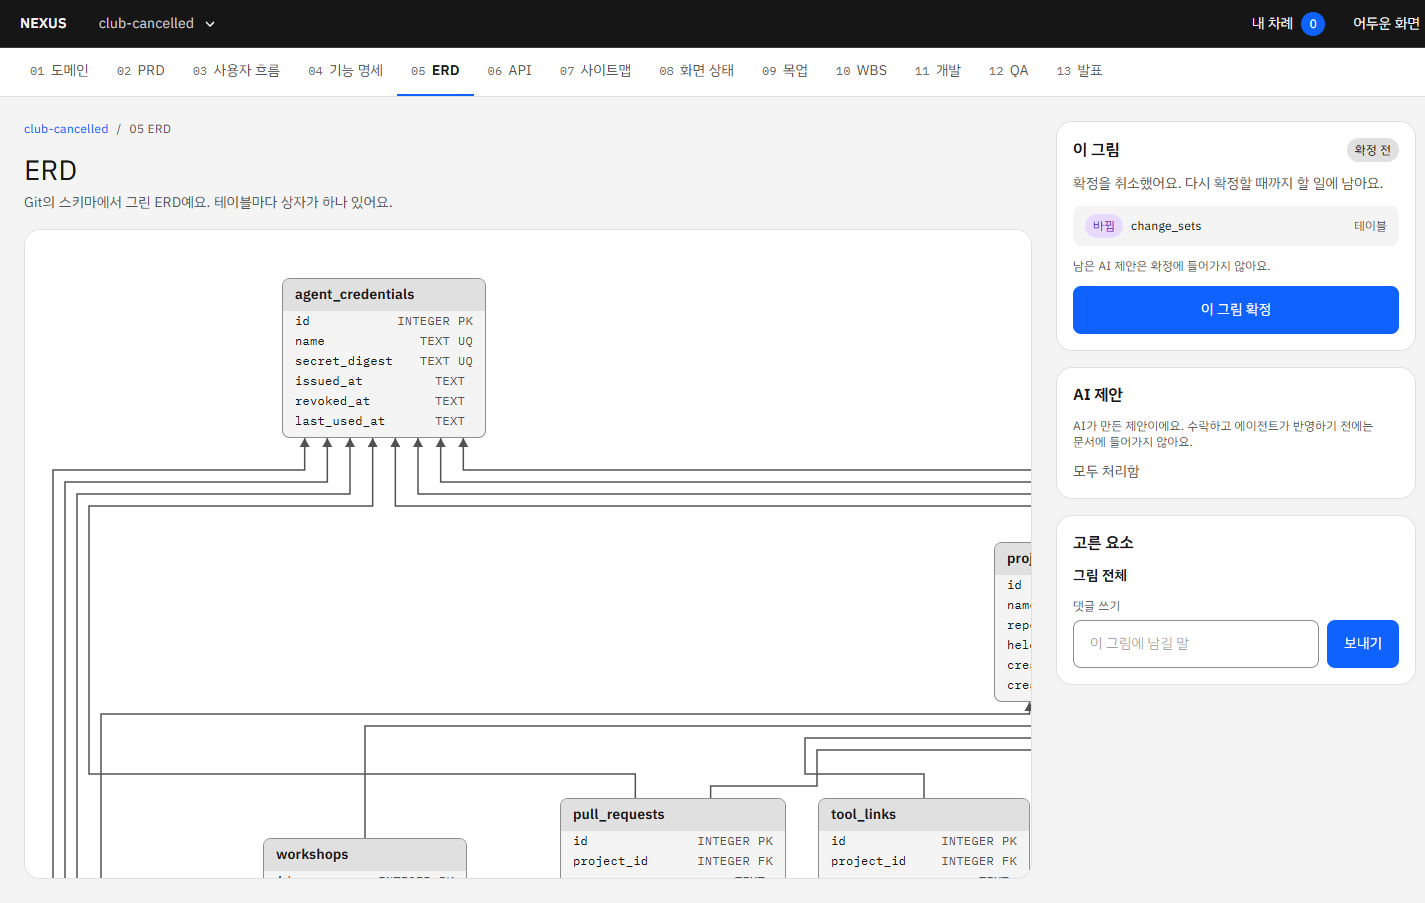 NEXUS
club-cancelled
내 차례 0
어두운 화면
01 도메인
02 PRD
03 사용자 흐름
04 기능 명세
05 ERD
06 API
07 사이트맵
08 화면 상태
09 목업
10 WBS
11 개발
12 QA
13 발표
club-cancelled / 05 ERD
ERD
Git의 스키마에서 그린 ERD예요. 테이블마다 상자가 하나 있어요.
agent_credentials
id INTEGER PK
name TEXT UQ
secret_digest TEXT UQ
issued_at TEXT
revoked_at TEXT
last_used_at TEXT
id
pull_requests
id INTEGER PK
project_id INTEGER FK
tool_links
id INTEGER PK
project_id INTEGER FK
workshops
이 그림
확정 전
확정을 취소했어요. 다시 확정할 때까지 할 일에 남아요.
바뀜 change_sets 테이블
남은 AI 제안은 확정에 들어가지 않아요.
이 그림 확정
AI 제안
AI가 만든 제안이에요. 수락하고 에이전트가 반영하기 전에는
문서에 들어가지 않아요.
모두 처리함
고른 요소
그림 전체
댓글 쓰기
이 그림에 남길 말
보내기